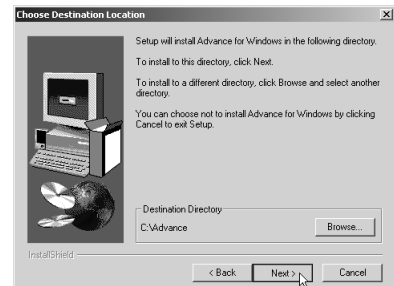 Choose Destination Location
Setup will install Advance for Windows in the following directory.
To install to this directory, click Next.
To install to a different directory, click Browse and select another
directory.
You can choose not to install Advance for Windows by clicking
Cancel to exit Setup.
Destination Directory
C:\Advance
Browse...
InstallShield
< Back
Next >
Cancel